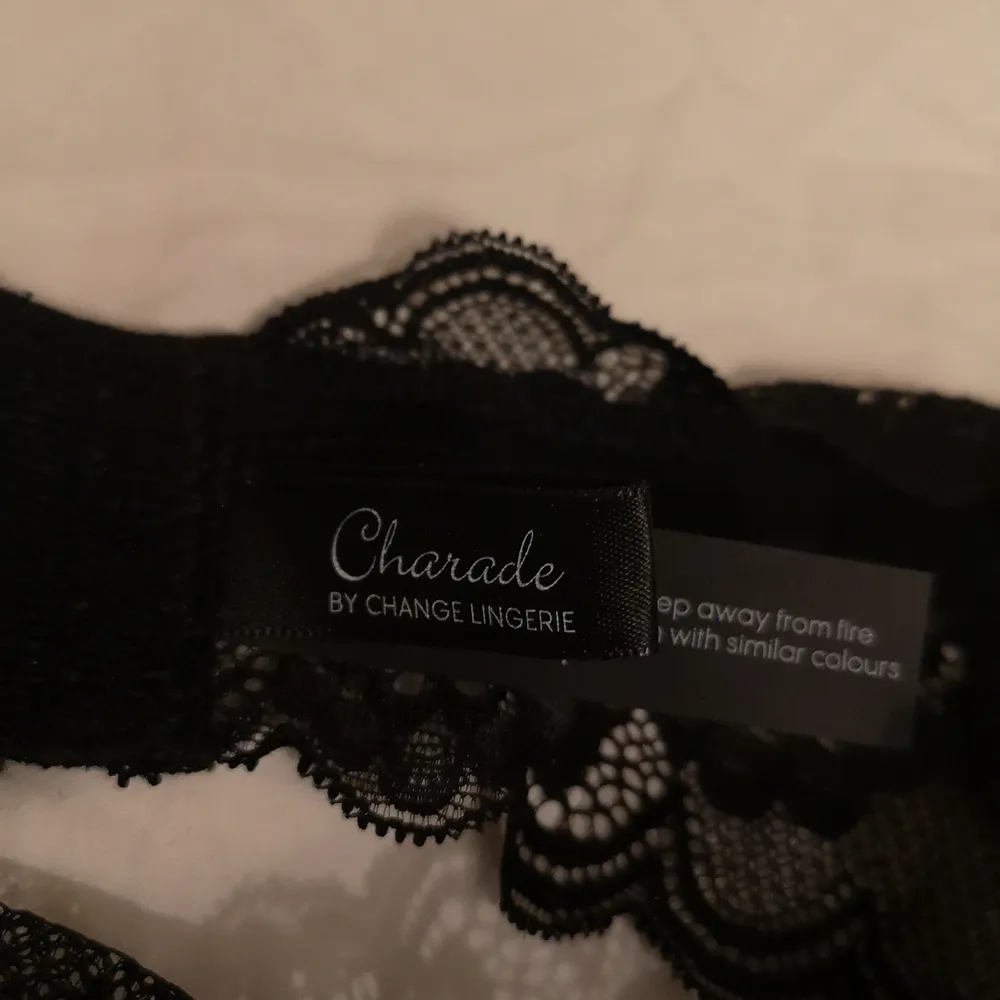 Charade
BY CHANGE LINGERIE
away from fire
with similar colours